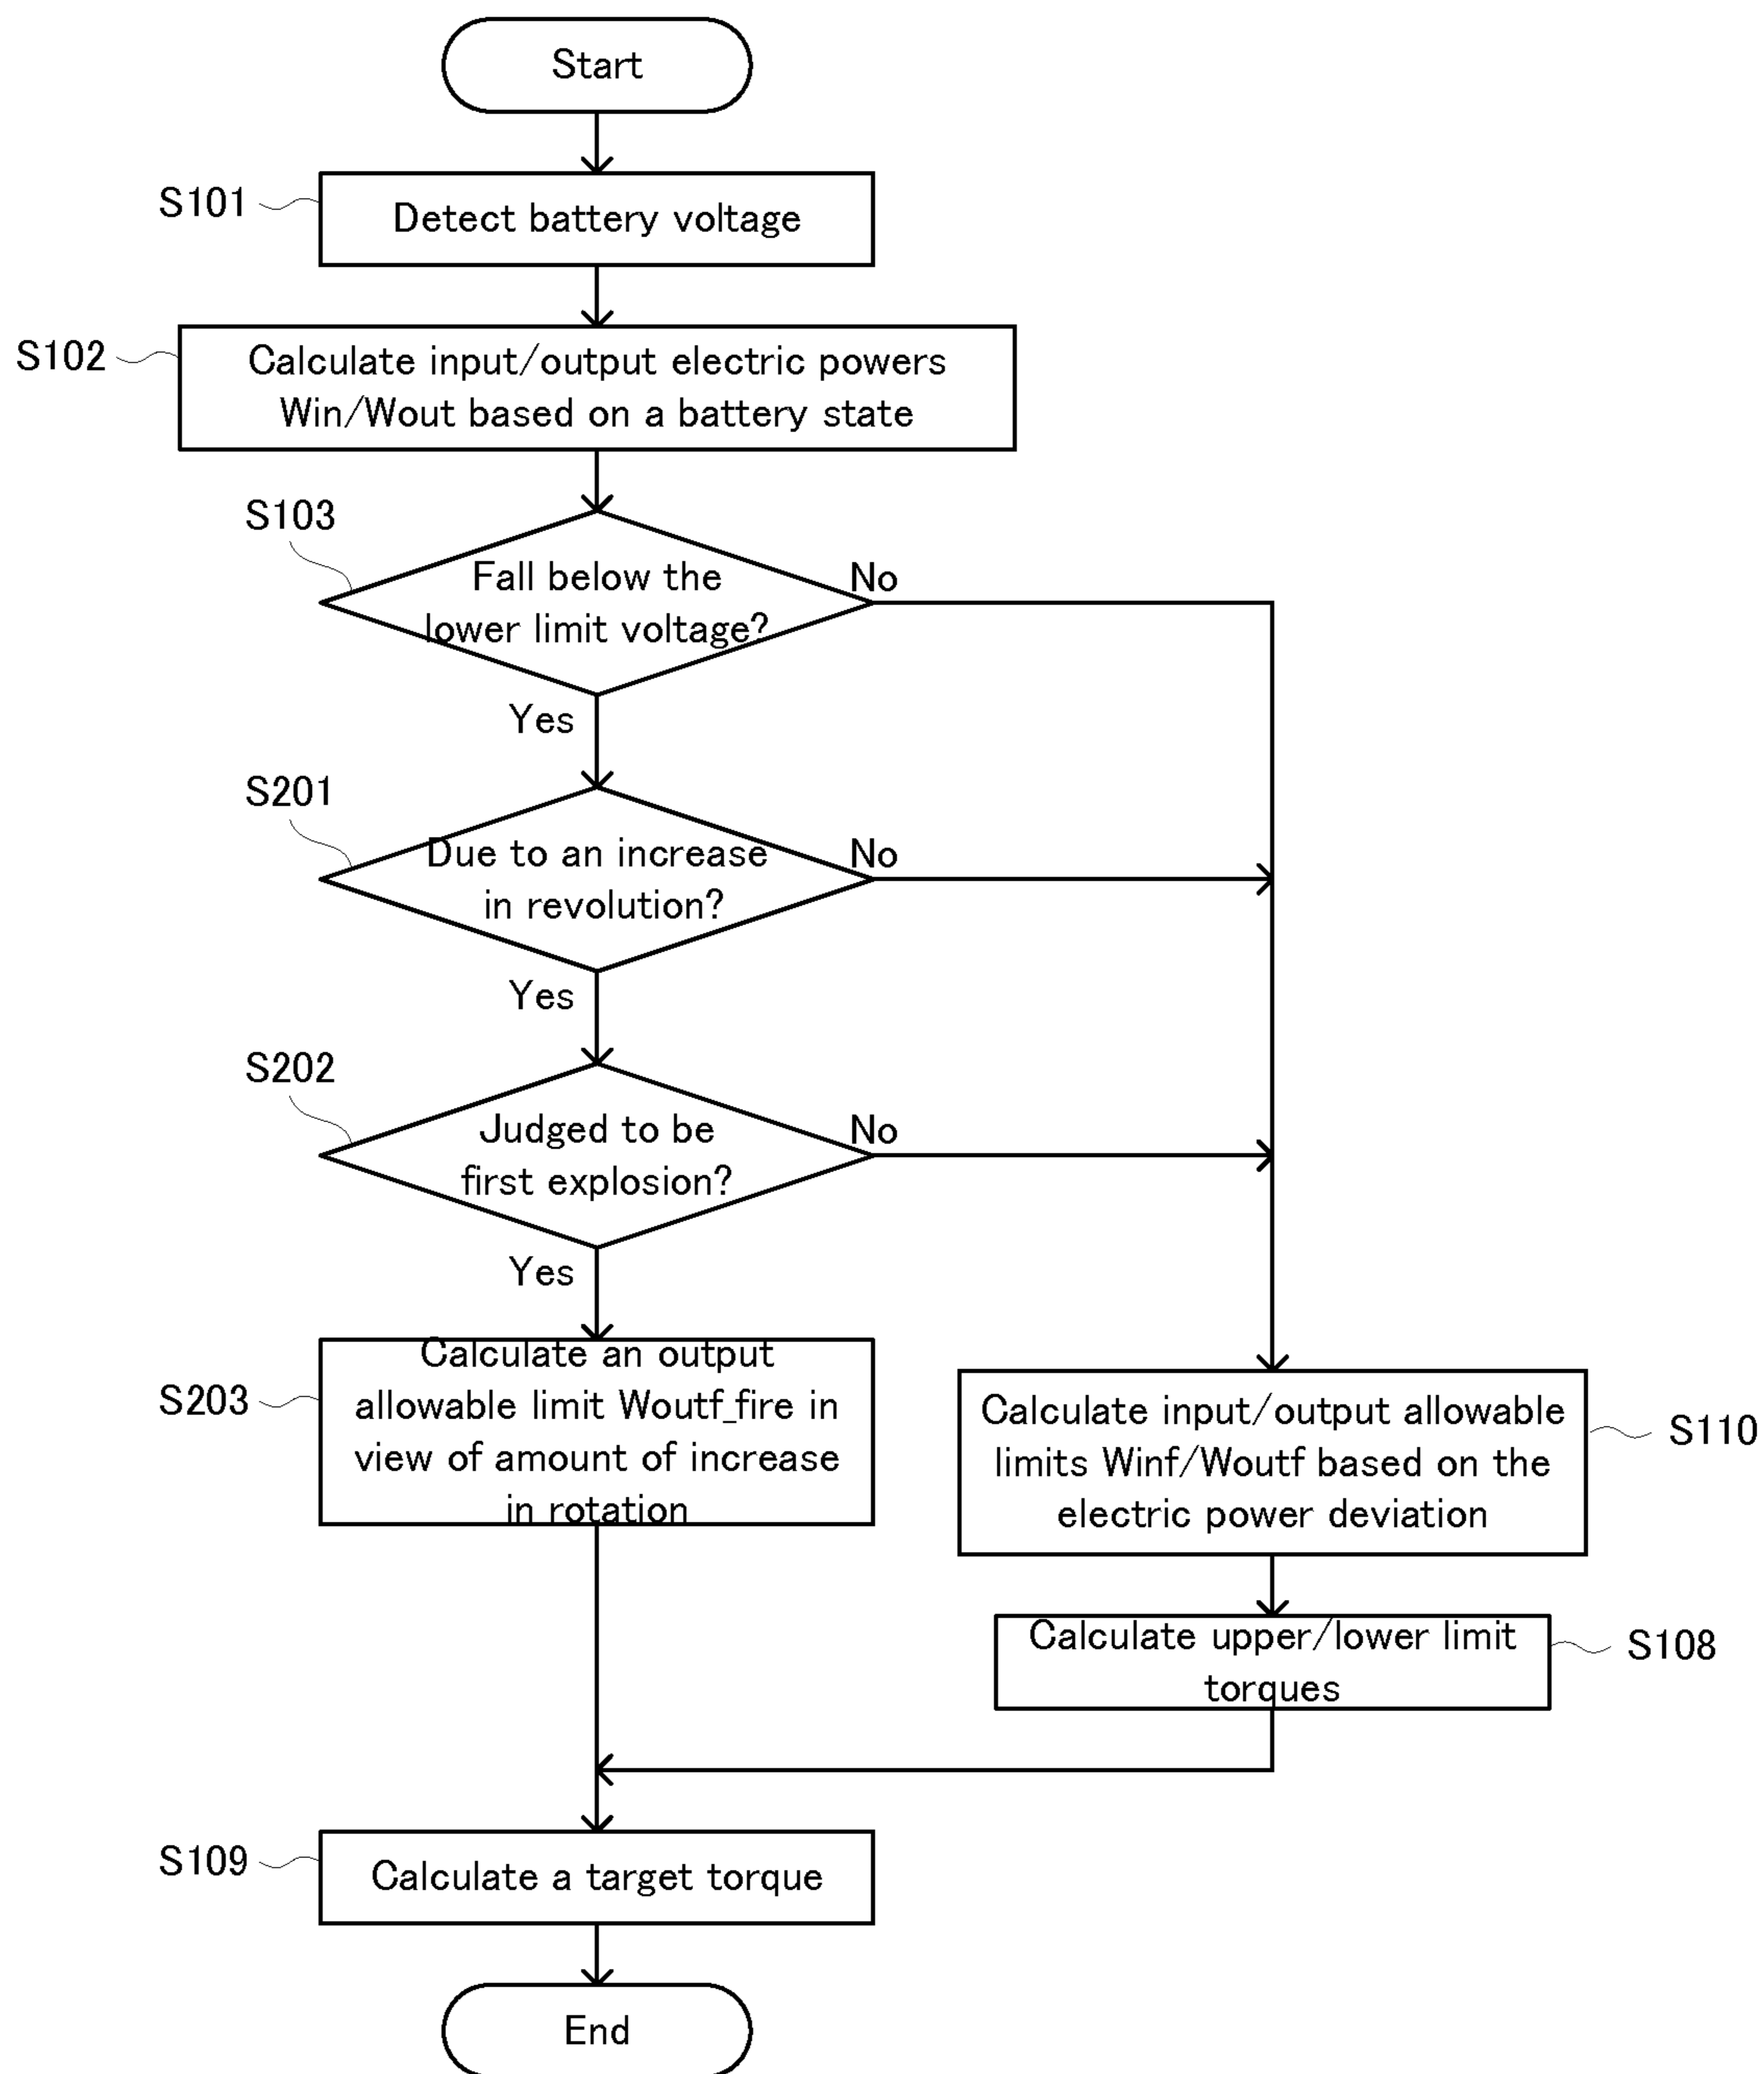 Start
S101
Detect battery voltage
S102
Calculate input/output electric powers
Win/Wout based on a battery state
S103
Fall below the
lower limit voltage?
No
Yes
S201
Due to an increase
in revolution?
No
Yes
S202
Judged to be
first explosion?
No
Yes
S203
Calculate an output
allowable limit Woutf_fire in
view of amount of increase
in rotation
Calculate input/output allowable
limits Winf/Woutf based on the
electric power deviation
S110
Calculate upper/lower limit
torques
S108
S109
Calculate a target torque
End